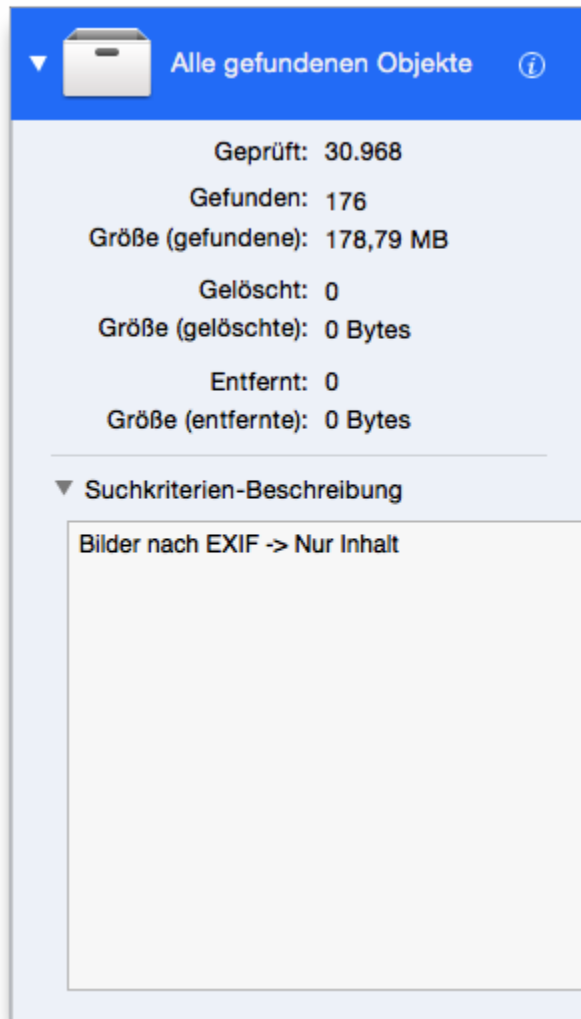 Alle gefundenen Objekte
Geprüft: 30.968
Gefunden: 176
Größe (gefundene): 178,79 MB
Gelöscht: 0
Größe (gelöschte): 0 Bytes
Entfernt: 0
Größe (entfernte): 0 Bytes
Suchkriterien-Beschreibung
Bilder nach EXIF -> Nur Inhalt